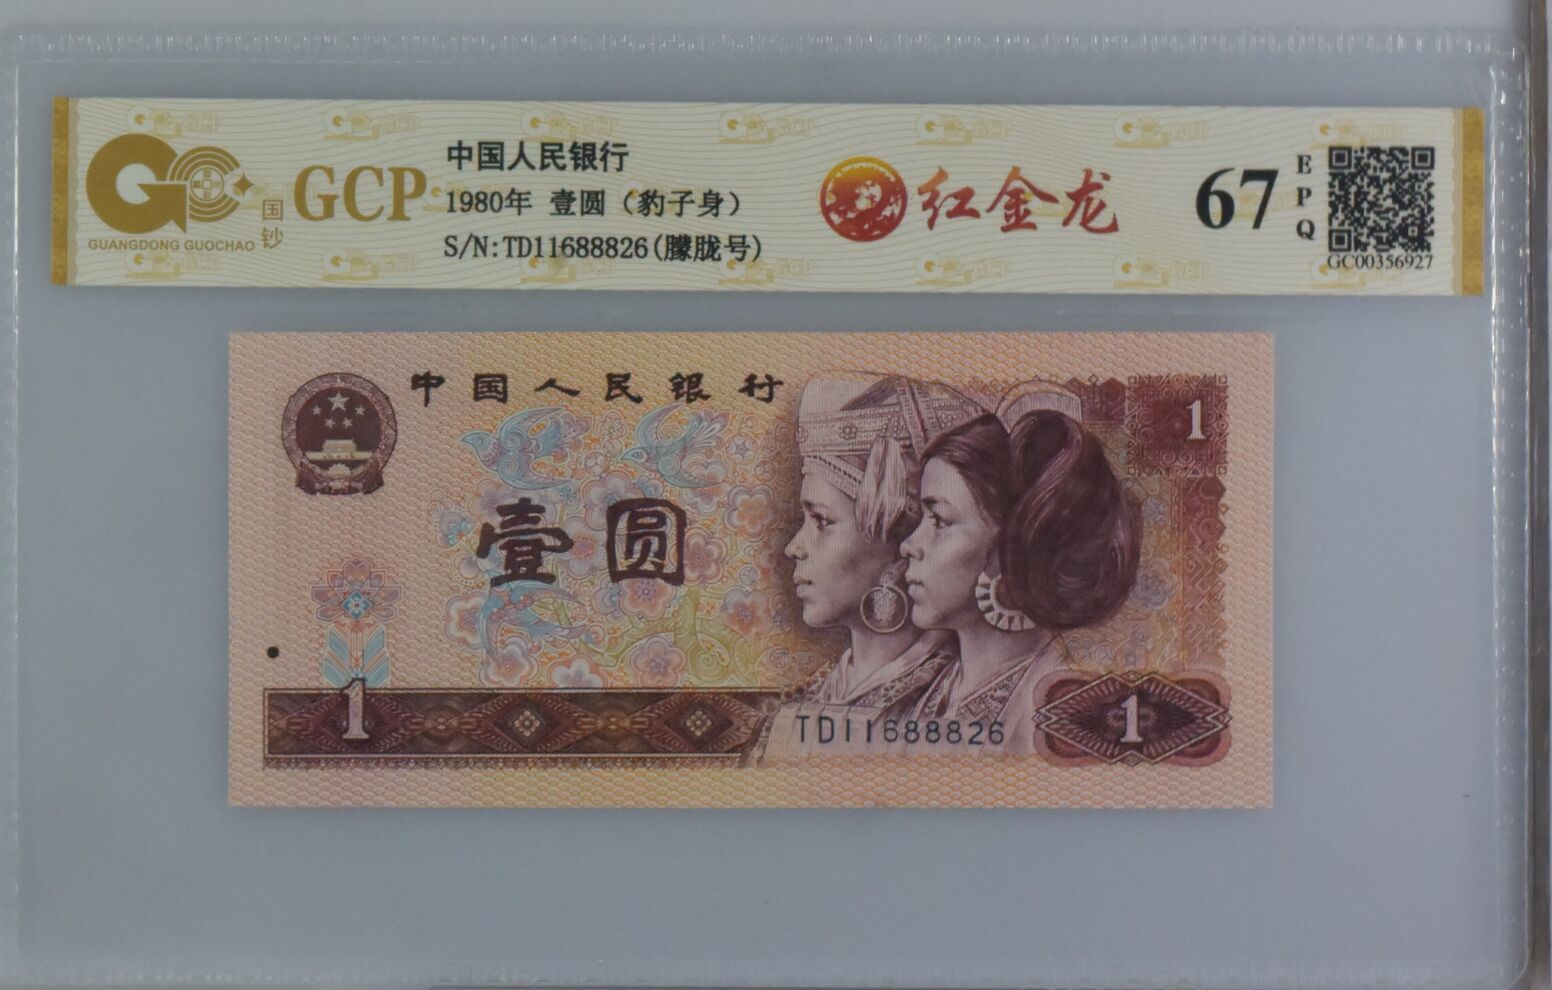 GUANGDONG GUOCHAO
国钞
GCP
中国人民银行
1980年 壹圆（豹子身）
S/N:TD11688826(朦胧号)
红金龙
67
EPQ
GC00356927
中国人民银行
1
壹圆
1
TD11688826
1